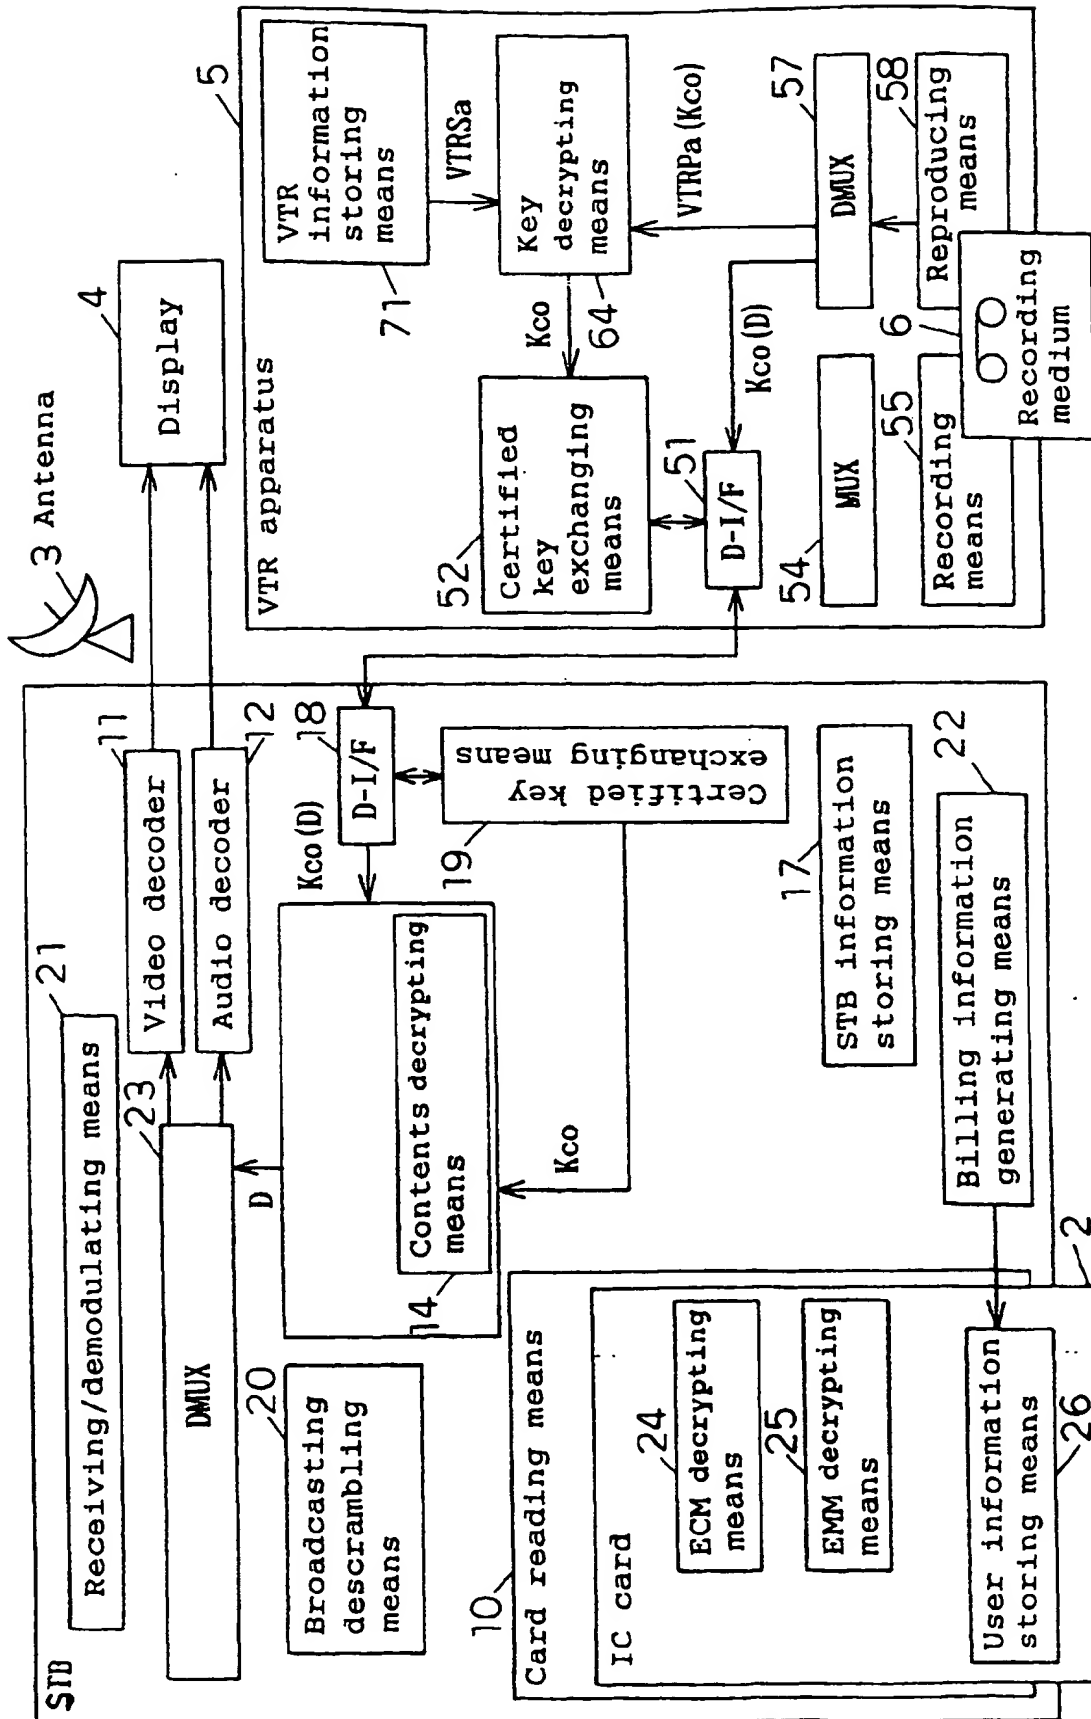 STB
Receiving/demodulating means
21
DMUX
23
Video decoder
11
Audio decoder
12
3 Antenna
4
Display
Broadcasting
descrambling
means
20
D
Contents decrypting
means
14
Kco(D)
D-I/F
18
Certified key
exchanging means
19
Kco
10
Card reading means
IC card
ECM decrypting
means
24
EMM decrypting
means
25
User information
storing means
26
2
STB information
storing means
17
Billing information
generating means
22
5
VTR apparatus
VTR
information
storing
means
71
VTRSa
Key
decrypting
means
64
Kco
Certified
key
exchanging
means
52
D-I/F
51
Kco(D)
VTRPa(Kco)
MUX
54
DMUX
57
Recording
means
55
Reproducing
means
58
6
Recording
medium